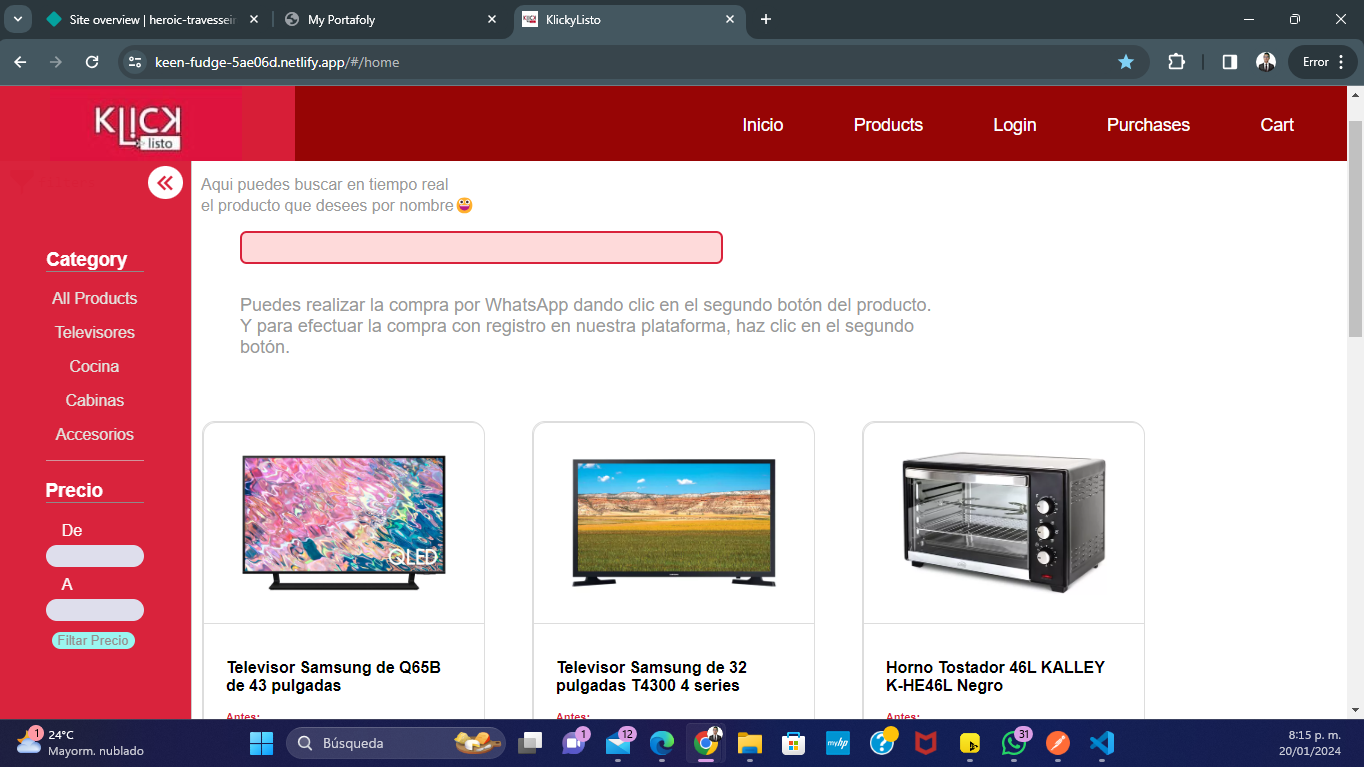 Site overview | heroic-travessein
My Portafoly
KlickyListo
keen-fudge-5ae06d.netlify.app/#/home
Error
KLICK
listo
Inicio
Products
Login
Purchases
Cart
Aqui puedes buscar en tiempo real
el producto que desees por nombre😀
Category
All Products
Televisores
Cocina
Cabinas
Accesorios
Precio
De
A
Filtar Precio
Puedes realizar la compra por WhatsApp dando clic en el segundo botón del producto.
Y para efectuar la compra con registro en nuestra plataforma, haz clic en el segundo
botón.
QLED
Televisor Samsung de Q65B
de 43 pulgadas
Antes:
Televisor Samsung de 32
pulgadas T4300 4 series
Antes:
Horno Tostador 46L KALLEY
K-HE46L Negro
Antes:
1
24°C
Mayorm. nublado
Búsqueda
1
12
myhp
31
8:15 p. m.
20/01/2024